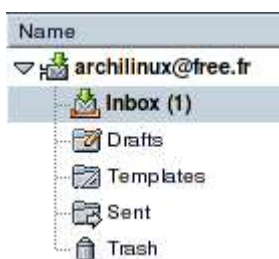 Name
archilinux@free.fr
Inbox (1)
Drafts
Templates
Sent
Trash